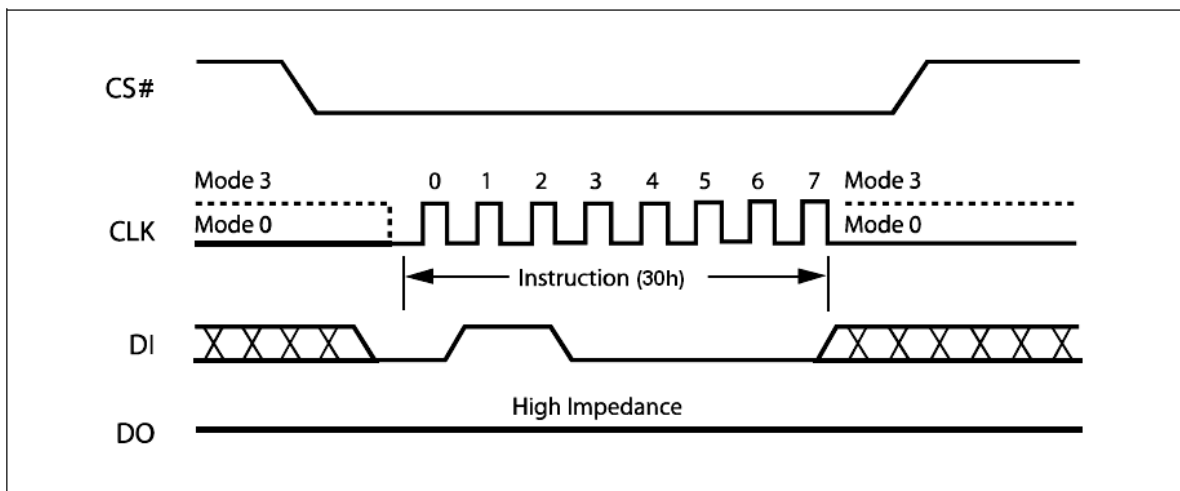 CS#
Mode 3 0 1 2 3 4 5 6 7 Mode 3
CLK Mode 0 Mode 0
Instruction (30h)
DI
High Impedance
DO